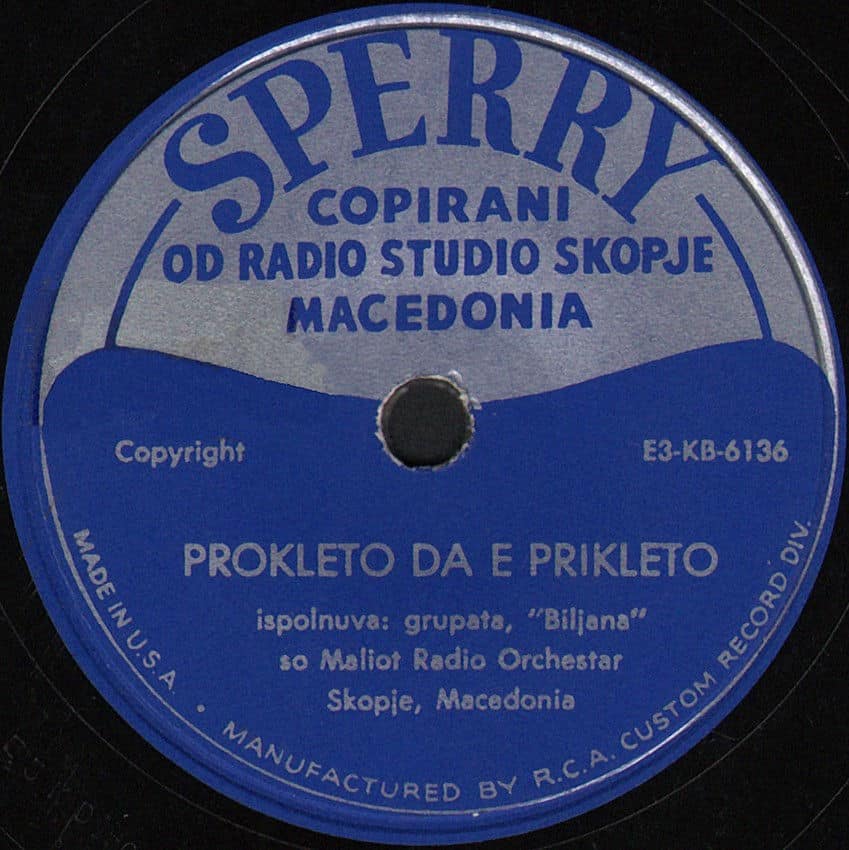 SPERRY
COPIRANI
OD RADIO STUDIO SKOPJE
MACEDONIA
Copyright
E3-KB-6136
PROKLETO DA E PRIKLETO
ispolnuva: grupata, "Biljana"
so Maliot Radio Orchestar
Skopje, Macedonia
MADE IN U.S.A. • MANUFACTURED BY R.C.A. CUSTOM RECORD DIV.